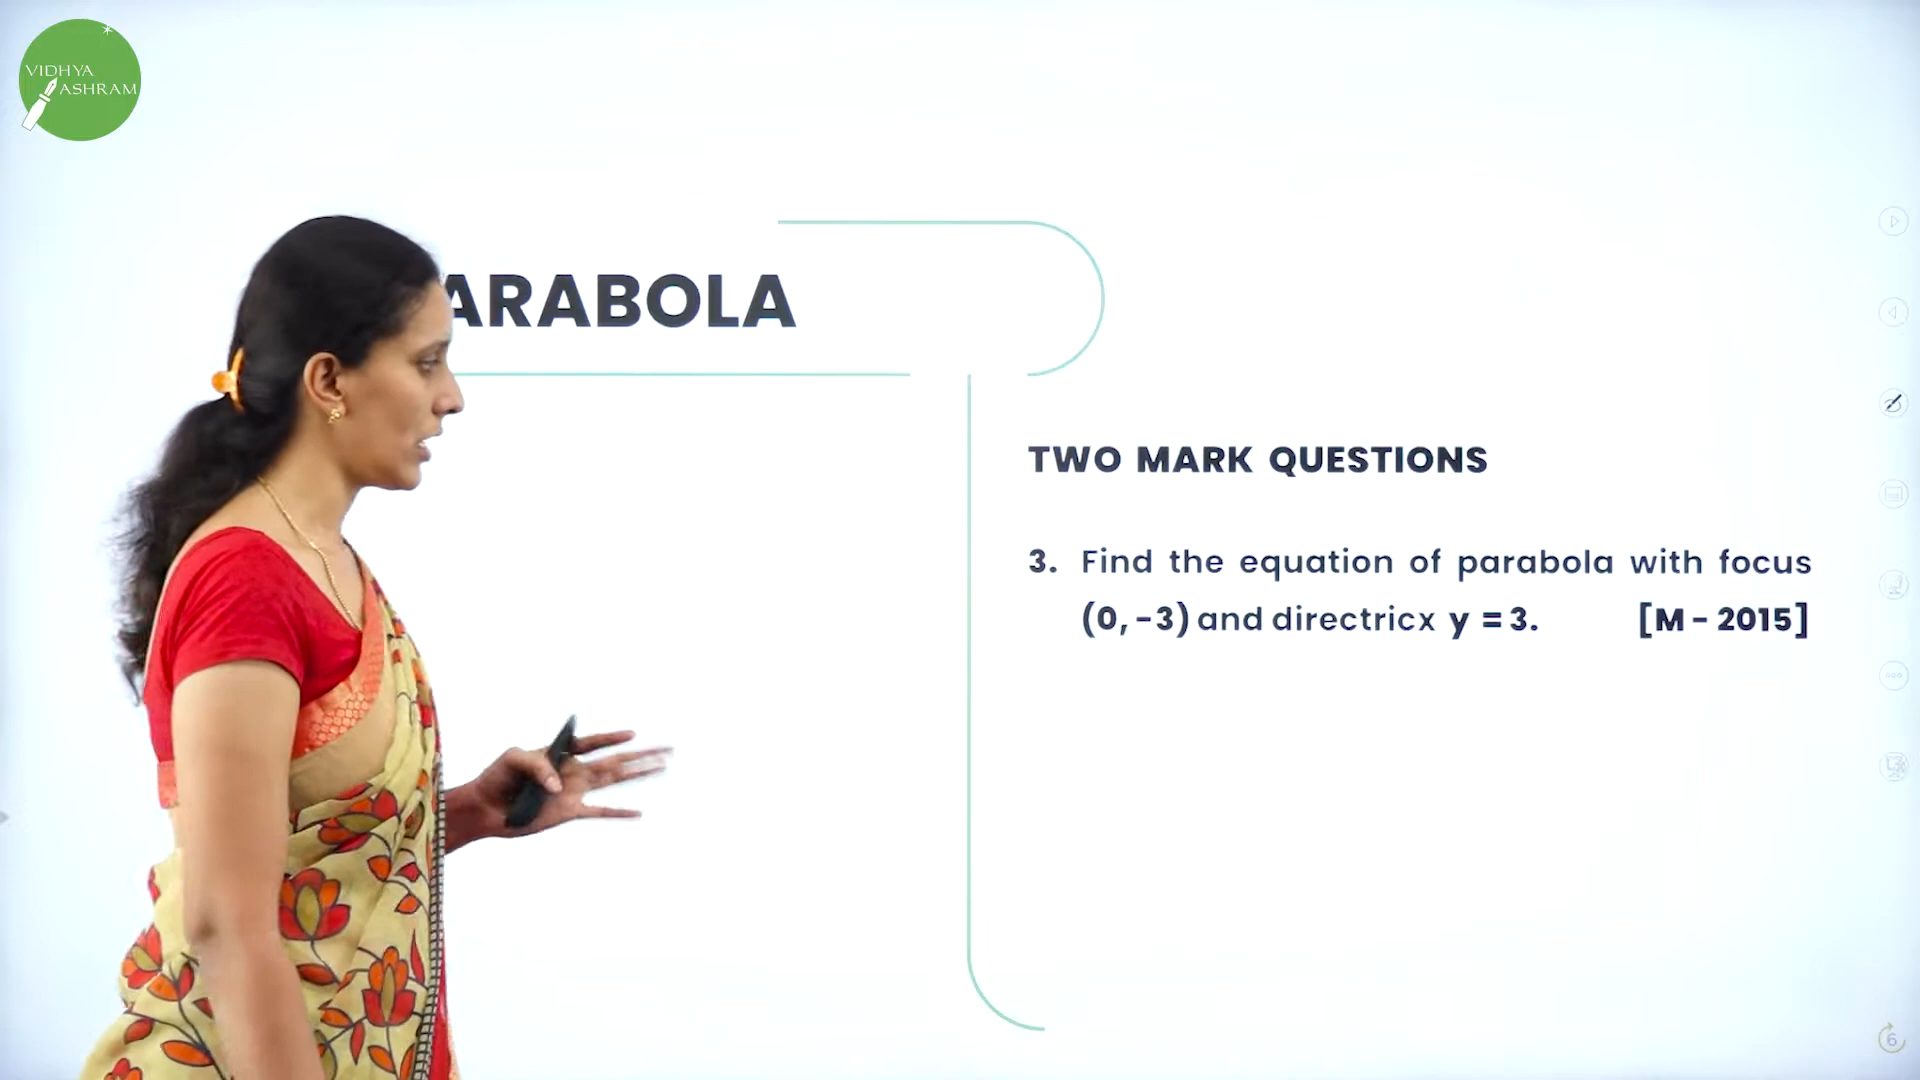 VIDHYA
ASHRAM
ARABOLA
TWO MARK QUESTIONS
3. Find the equation of parabola with focus
(0, -3) and directricx y = 3. [M - 2015]
6